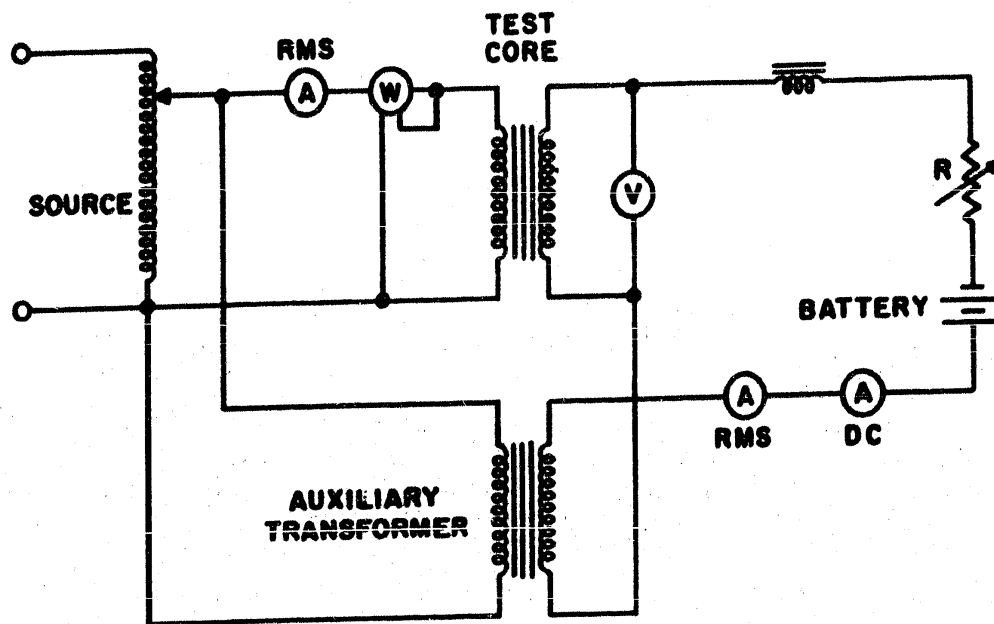 TEST
CORE
RMS
A
W
SOURCE
V
R
BATTERY
A
A
RMS
DC
AUXILIARY
TRANSFORMER